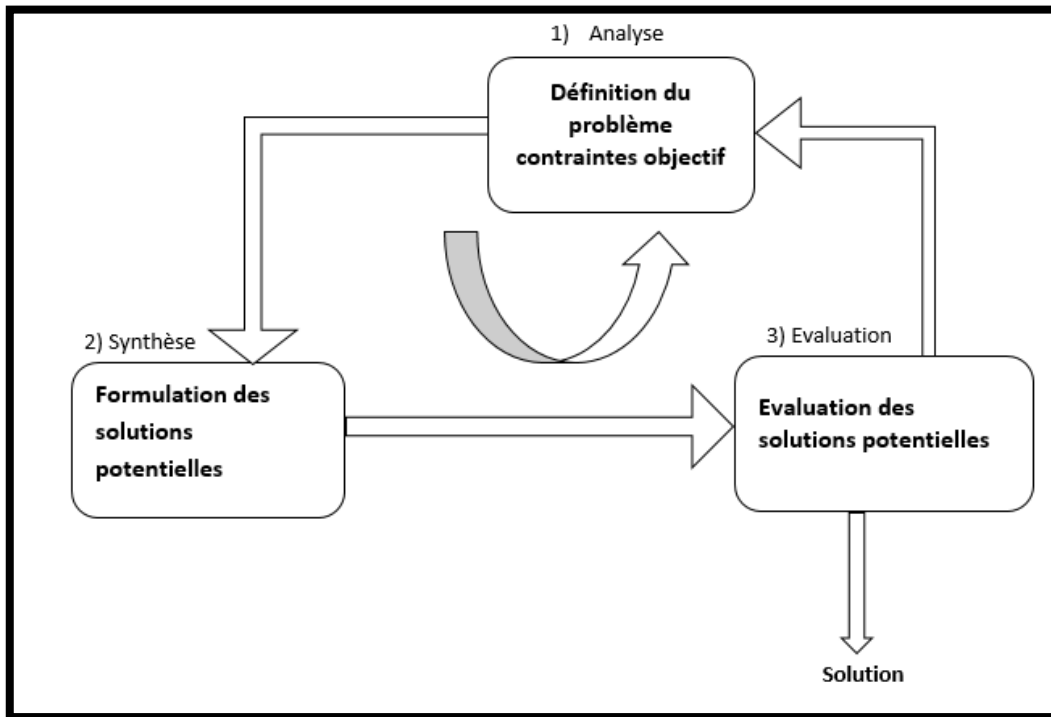 1) Analyse
Définition du
problème
contraintes objectif
2) Synthèse
Formulation des
solutions
potentielles
3) Evaluation
Evaluation des
solutions potentielles
Solution